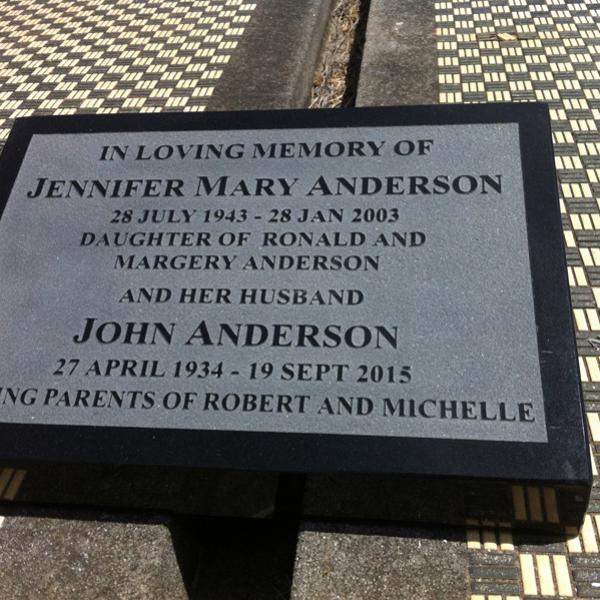 IN LOVING MEMORY OF
JENNIFER MARY ANDERSON
28 JULY 1943 - 28 JAN 2003
DAUGHTER OF RONALD AND
MARGERY ANDERSON
AND HER HUSBAND
JOHN ANDERSON
27 APRIL 1934 - 19 SEPT 2015
PARENTS OF ROBERT AND MICHELLE